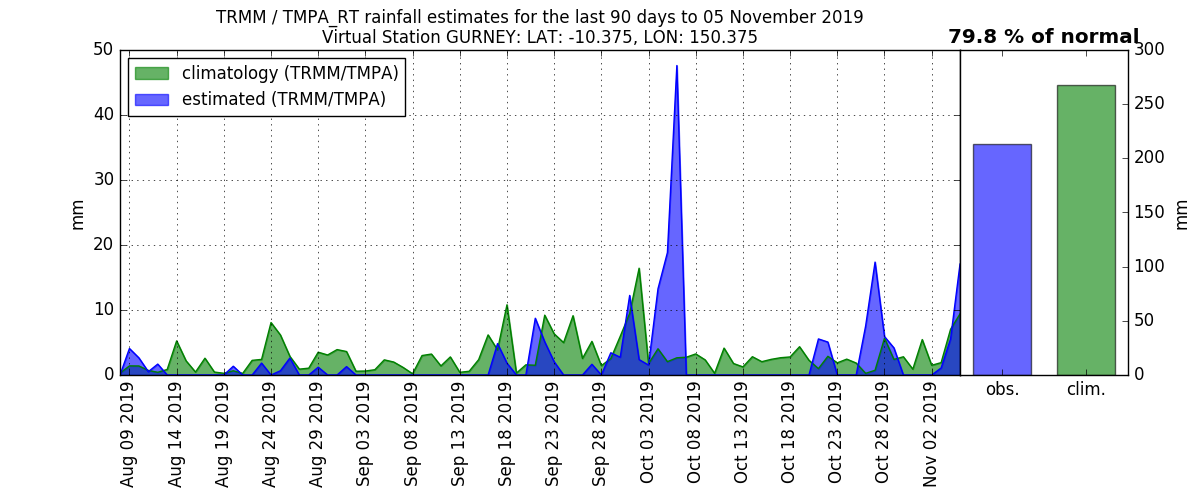 TRMM / TMPA_RT rainfall estimates for the last 90 days to 05 November 2019
Virtual Station GURNEY: LAT: -10.375, LON: 150.375
79.8 % of normal
climatology (TRMM/TMPA)
estimated (TRMM/TMPA)
50
40
30
20
10
0
mm
Aug 09 2019
Aug 14 2019
Aug 19 2019
Aug 24 2019
Aug 29 2019
Sep 03 2019
Sep 08 2019
Sep 13 2019
Sep 18 2019
Sep 23 2019
Sep 28 2019
Oct 03 2019
Oct 08 2019
Oct 13 2019
Oct 18 2019
Oct 23 2019
Oct 28 2019
Nov 02 2019
obs.
clim.
300
250
200
150
100
50
0
mm